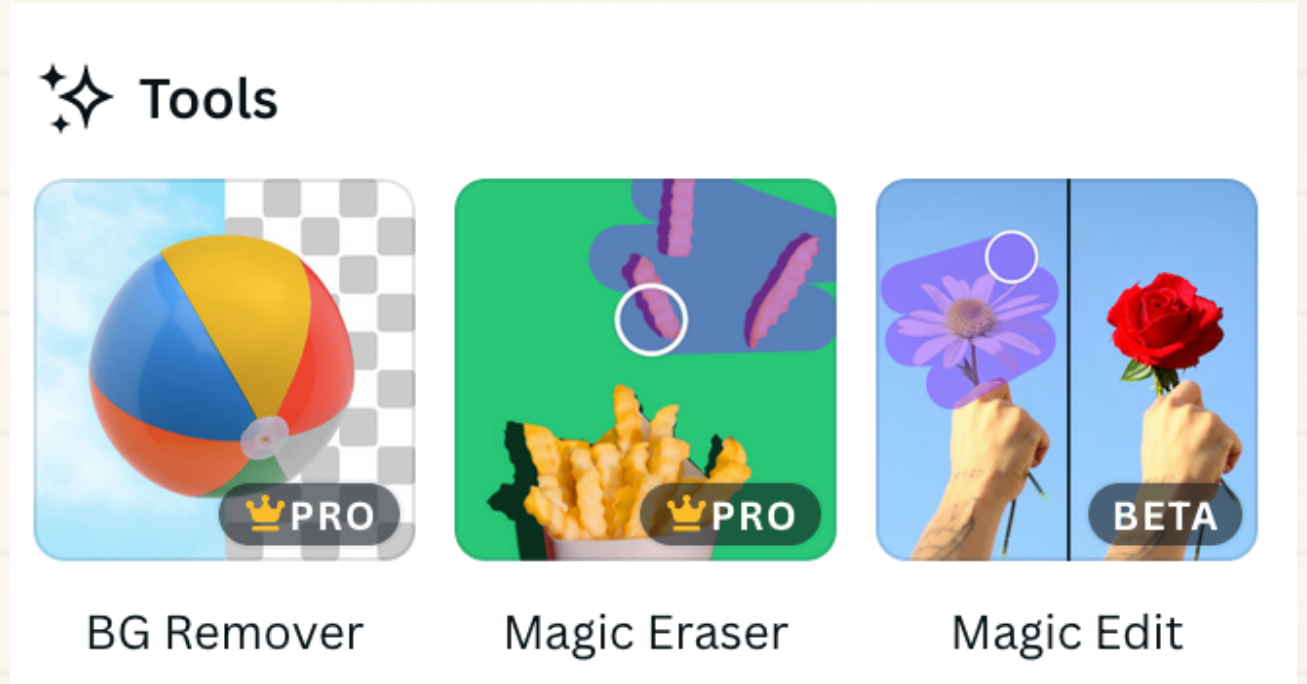 Tools
PRO
PRO
BETA
BG Remover
Magic Eraser
Magic Edit